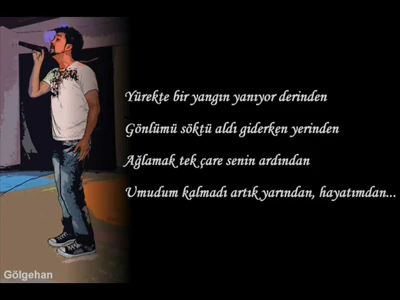 Yürekte bir yangın yanıyor derinden
Gönlümü söktü aldı giderken yerinden
Ağlamak tek çare senin ardından
Umudum kalmadı artık yarından, hayatımdan...
Gölgehan